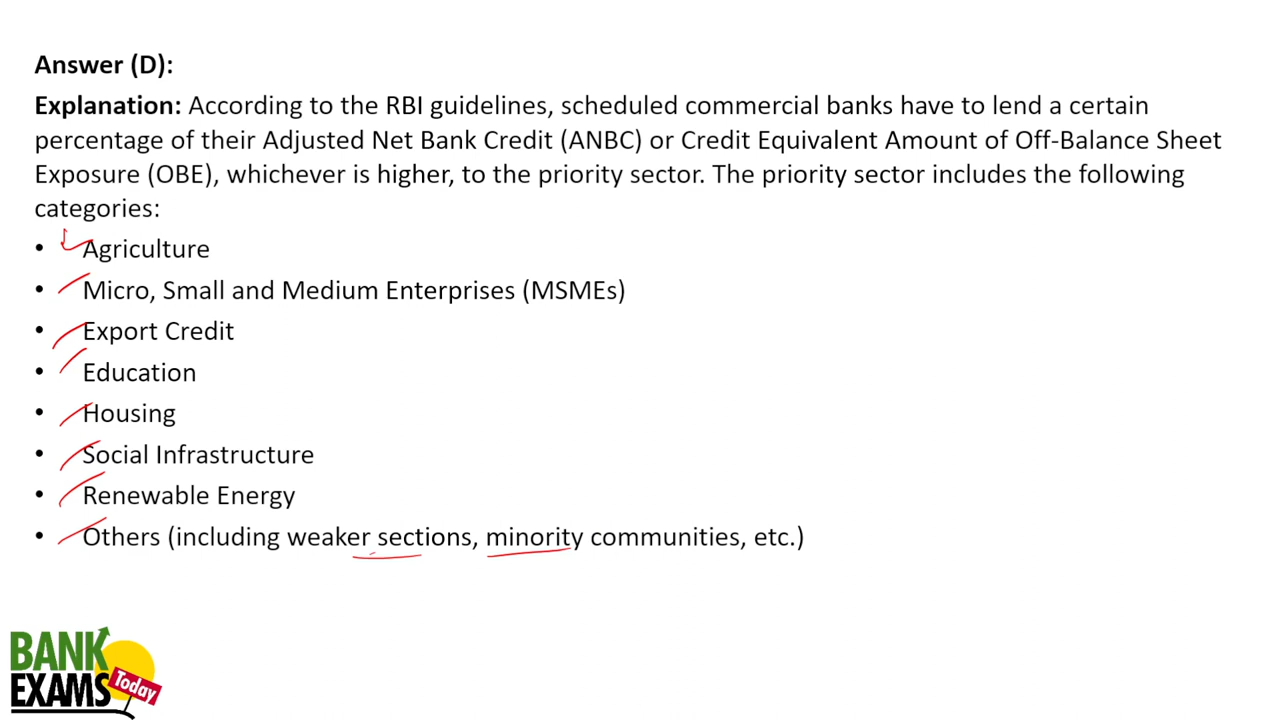 Answer (D):
Explanation: According to the RBI guidelines, scheduled commercial banks have to lend a certain
percentage of their Adjusted Net Bank Credit (ANBC) or Credit Equivalent Amount of Off-Balance Sheet
Exposure (OBE), whichever is higher, to the priority sector. The priority sector includes the following
categories:
• Agriculture
• Micro, Small and Medium Enterprises (MSMEs)
• Export Credit
• Education
• Housing
• Social Infrastructure
• Renewable Energy
• Others (including weaker sections, minority communities, etc.)
BANK
EXAMS
Today